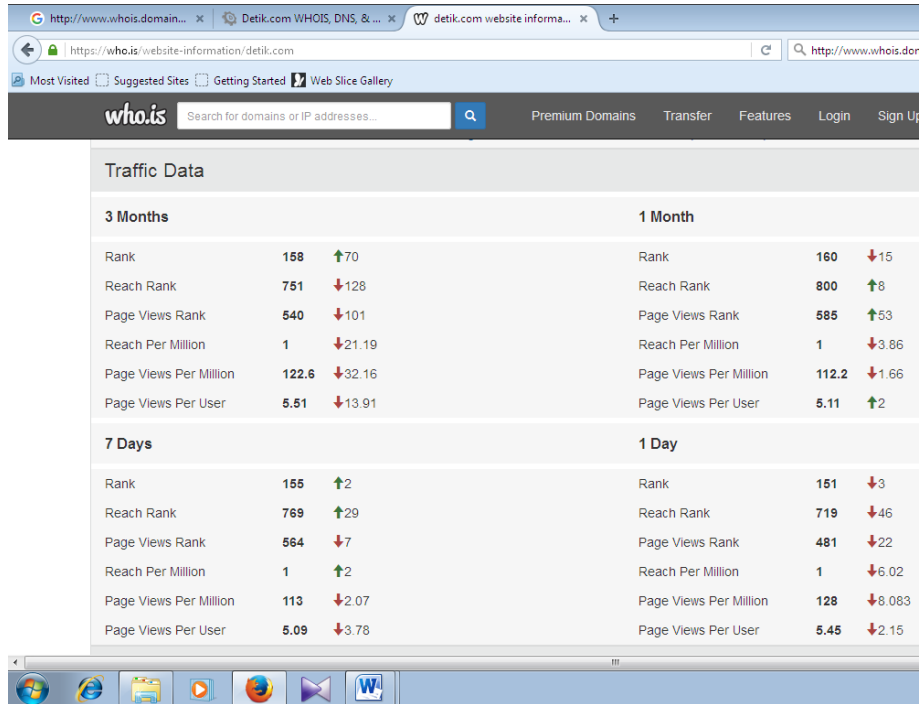 http://www.whois.domain... × Detik.com WHOIS, DNS, & ... × detik.com website informa... × +
https://who.is/website-information/detik.com http://www.whois.dor
Most Visited Suggested Sites Getting Started Web Slice Gallery
who.is Search for domains or IP addresses... Premium Domains Transfer Features Login Sign Up
Traffic Data
3 Months 1 Month
Rank 158 70 Rank 160 15
Reach Rank 751 128 Reach Rank 800 8
Page Views Rank 540 101 Page Views Rank 585 53
Reach Per Million 1 21.19 Reach Per Million 1 3.86
Page Views Per Million 122.6 32.16 Page Views Per Million 112.2 1.66
Page Views Per User 5.51 13.91 Page Views Per User 5.11 2
7 Days 1 Day
Rank 155 2 Rank 151 3
Reach Rank 769 29 Reach Rank 719 46
Page Views Rank 564 7 Page Views Rank 481 22
Reach Per Million 1 2 Reach Per Million 1 6.02
Page Views Per Million 113 2.07 Page Views Per Million 128 8.083
Page Views Per User 5.09 3.78 Page Views Per User 5.45 2.15